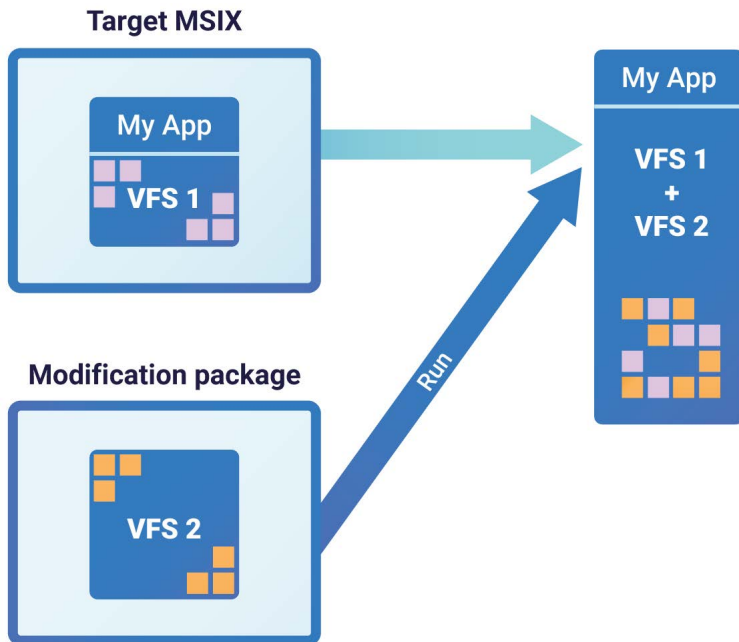 Target MSIX
My App
VFS 1
My App
VFS 1
+
VFS 2
Run
Modification package
VFS 2